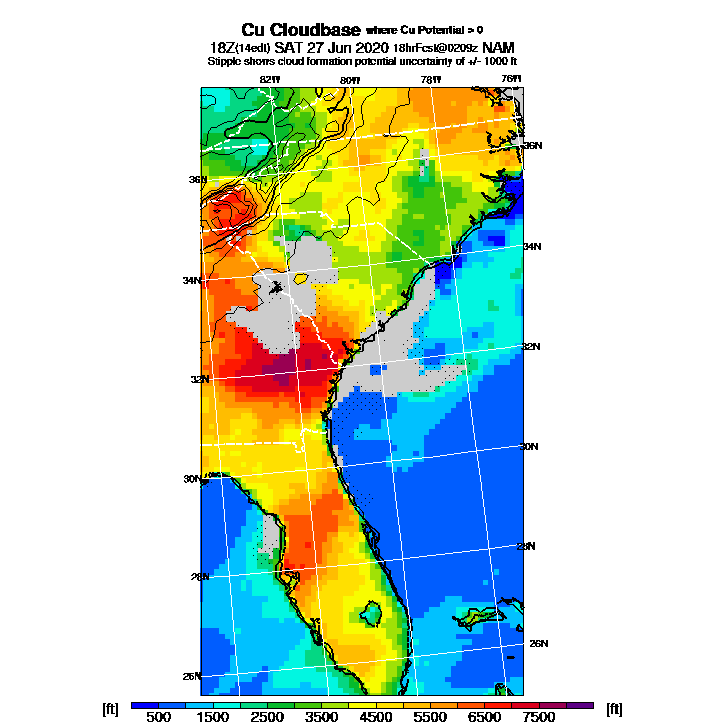 Cu Cloudbase where Cu Potential > 0
18Z(14edt) SAT 27 Jun 2020 18hrFcst@0209z NAM
Stipple shows cloud formation potential uncertainty of +/- 1000 ft
82W 80W 78W 76W
36N
36N
34N
34N
32N
32N
30N
30N
28N
28N
26N
26N
[ft] [ft]
500 1500 2500 3500 4500 5500 6500 7500